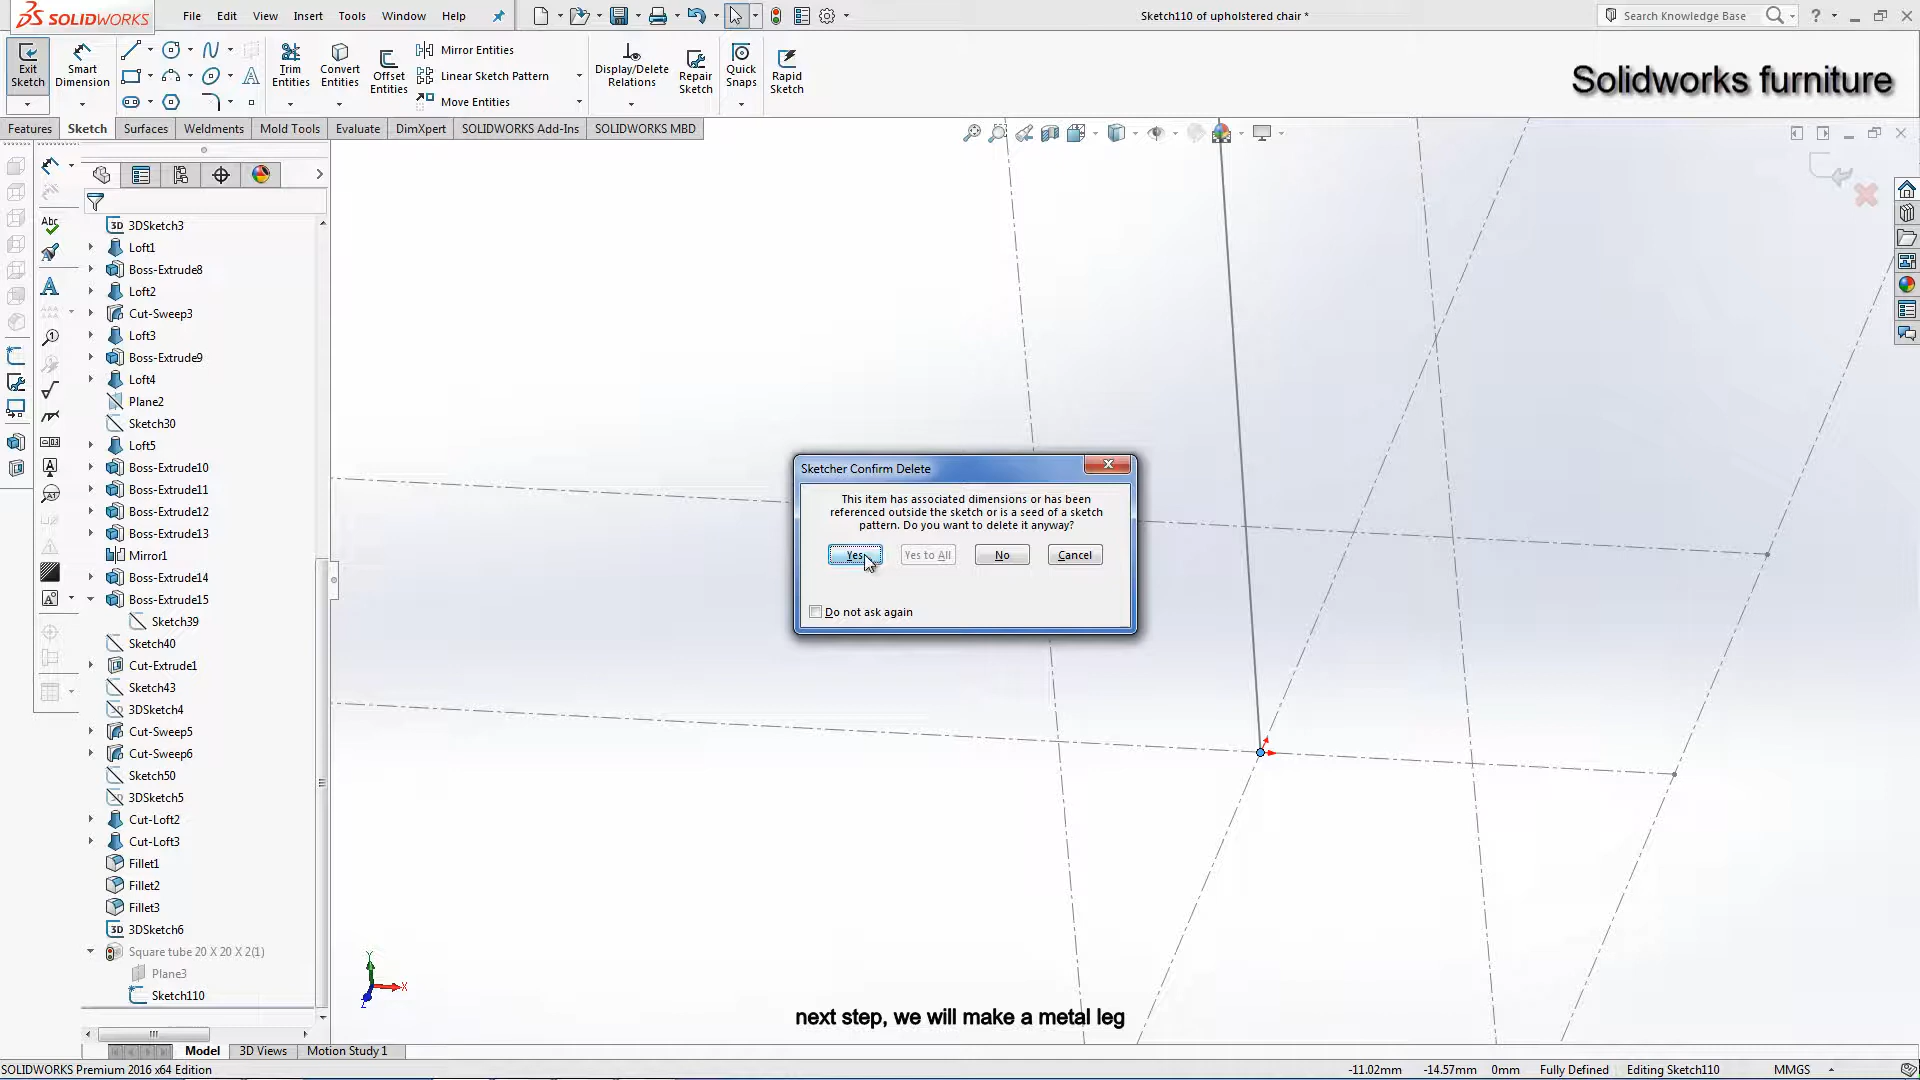 SOLIDWORKS
File Edit View Insert Tools Window Help
Sketch110 of upholstered chair *
Search Knowledge Base
Exit Sketch
Smart Dimension
Trim Entities
Convert Entities
Offset Entities
Mirror Entities
Linear Sketch Pattern
Move Entities
Display/Delete Relations
Repair Sketch
Quick Snaps
Rapid Sketch
Solidworks furniture
Features Sketch Surfaces Weldments Mold Tools Evaluate DimXpert SOLIDWORKS Add-Ins SOLIDWORKS MBD
3D 3DSketch3
Loft1
Boss-Extrude8
Loft2
Cut-Sweep3
Loft3
Boss-Extrude9
Loft4
Plane2
Sketch30
Loft5
Boss-Extrude10
Boss-Extrude11
Boss-Extrude12
Boss-Extrude13
Mirror1
Boss-Extrude14
Boss-Extrude15
Sketch39
Sketch40
Cut-Extrude1
Sketch43
3DSketch4
Cut-Sweep5
Cut-Sweep6
Sketch50
3DSketch5
Cut-Loft2
Cut-Loft3
Fillet1
Fillet2
Fillet3
3D 3DSketch6
Square tube 20 X 20 X 2(1)
Plane3
Sketch110
Sketcher Confirm Delete
This item has associated dimensions or has been
referenced outside the sketch or is a seed of a sketch
pattern. Do you want to delete it anyway?
Yes Yes to All No Cancel
Do not ask again
Y
X
Z
next step, we will make a metal leg
Model 3D Views Motion Study 1
SOLIDWORKS Premium 2016 x64 Edition
-11.02mm -14.57mm 0mm Fully Defined Editing Sketch110 MMGS